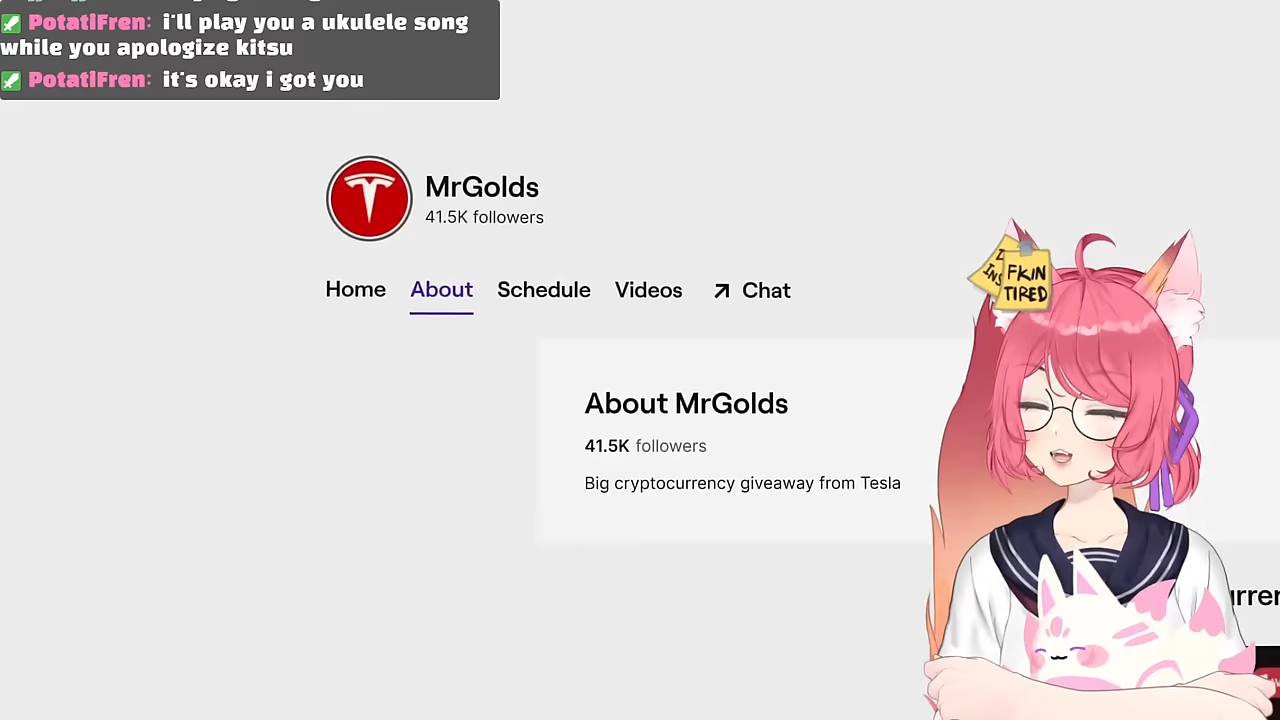 PotatiFren: i'll play you a ukulele song
while you apologize kitsu
PotatiFren: it's okay i got you
MrGolds
41.5K followers
Home About Schedule Videos Chat
FKIN
TIRED
About MrGolds
41.5K followers
Big cryptocurrency giveaway from Tesla